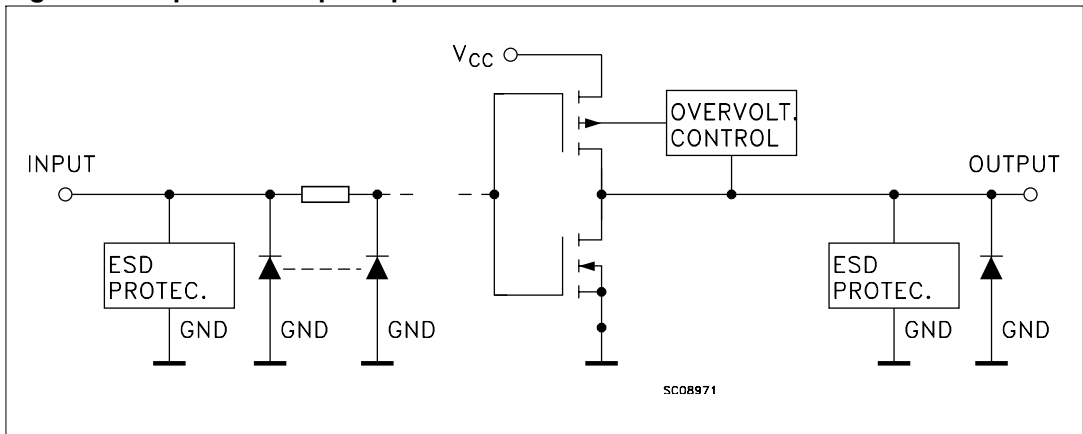 VCC
OVERVOLT.
CONTROL
INPUT
OUTPUT
ESD
PROTEC.
GND
GND
GND
ESD
PROTEC.
GND
GND
SC08971